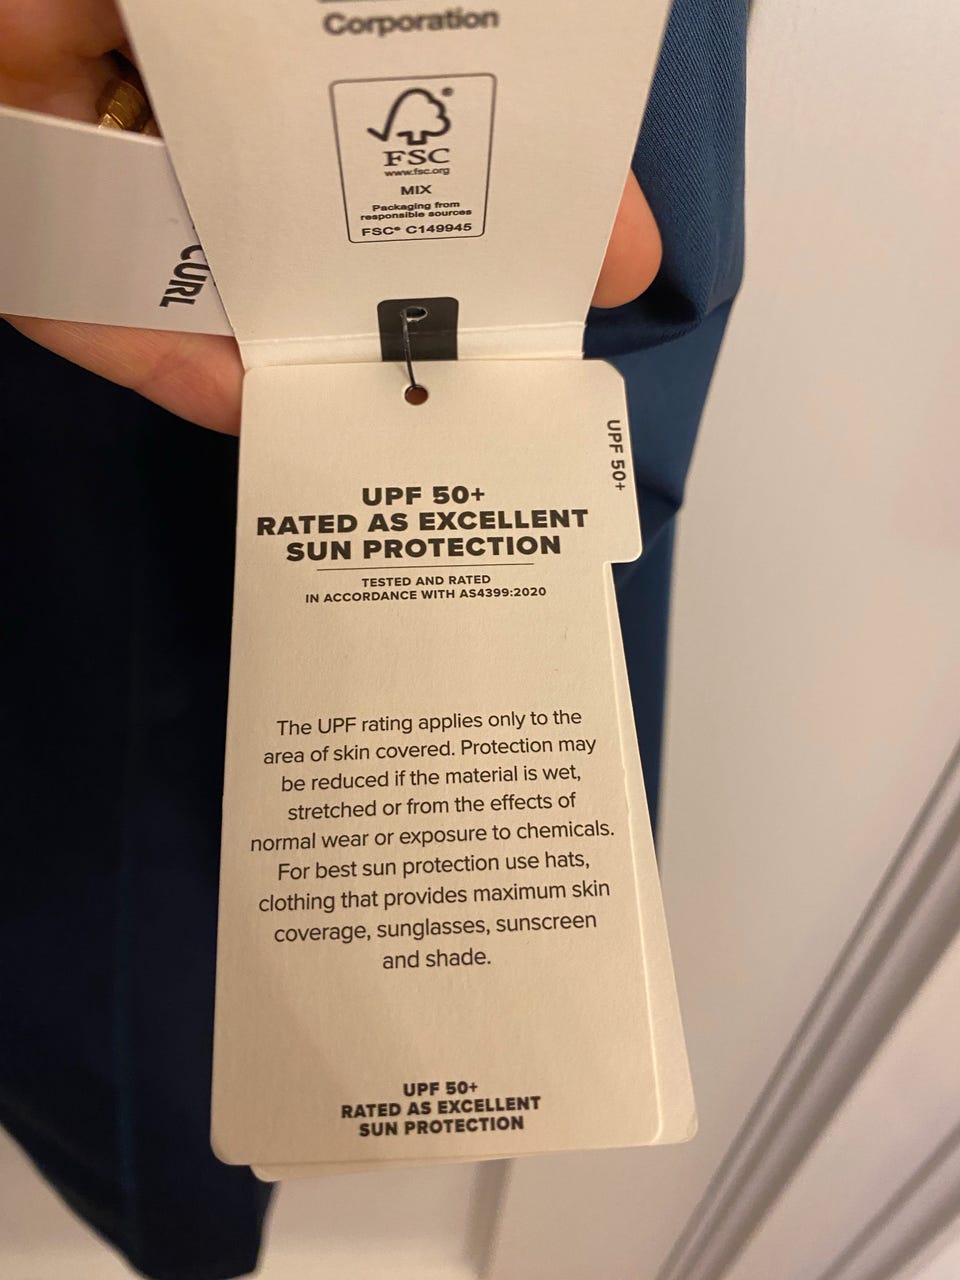 Corporation
FSC®
www.fsc.org
MIX
Packaging from
responsible sources
FSC® C149945
CURL
UPF 50+
UPF 50+
RATED AS EXCELLENT
SUN PROTECTION
TESTED AND RATED
IN ACCORDANCE WITH AS4399:2020
The UPF rating applies only to the
area of skin covered. Protection may
be reduced if the material is wet,
stretched or from the effects of
normal wear or exposure to chemicals.
For best sun protection use hats,
clothing that provides maximum skin
coverage, sunglasses, sunscreen
and shade.
UPF 50+
RATED AS EXCELLENT
SUN PROTECTION